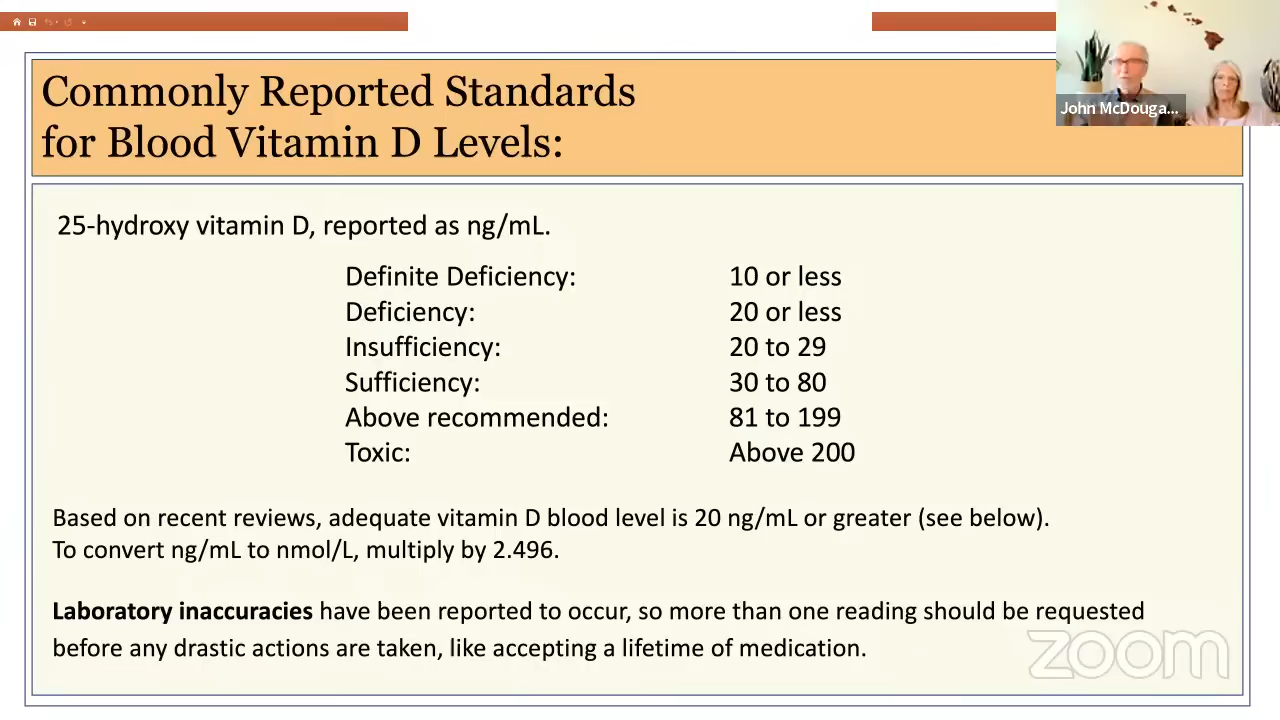 Commonly Reported Standards
for Blood Vitamin D Levels:
John McDouga...
25-hydroxy vitamin D, reported as ng/mL.
Definite Deficiency: 10 or less
Deficiency: 20 or less
Insufficiency: 20 to 29
Sufficiency: 30 to 80
Above recommended: 81 to 199
Toxic: Above 200
Based on recent reviews, adequate vitamin D blood level is 20 ng/mL or greater (see below).
To convert ng/mL to nmol/L, multiply by 2.496.
Laboratory inaccuracies have been reported to occur, so more than one reading should be requested
before any drastic actions are taken, like accepting a lifetime of medication.
zoom